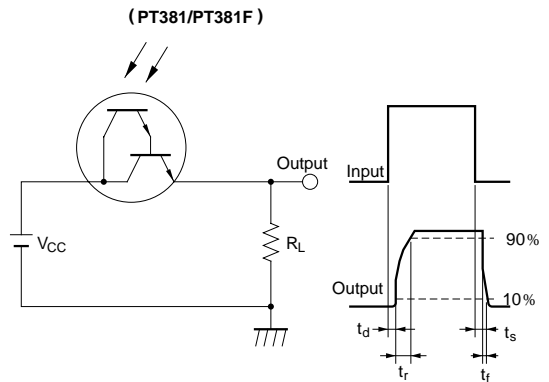 (PT381/PT381F)
Output
Input
VCC
RL
90%
Output
10%
td
ts
tr
tf